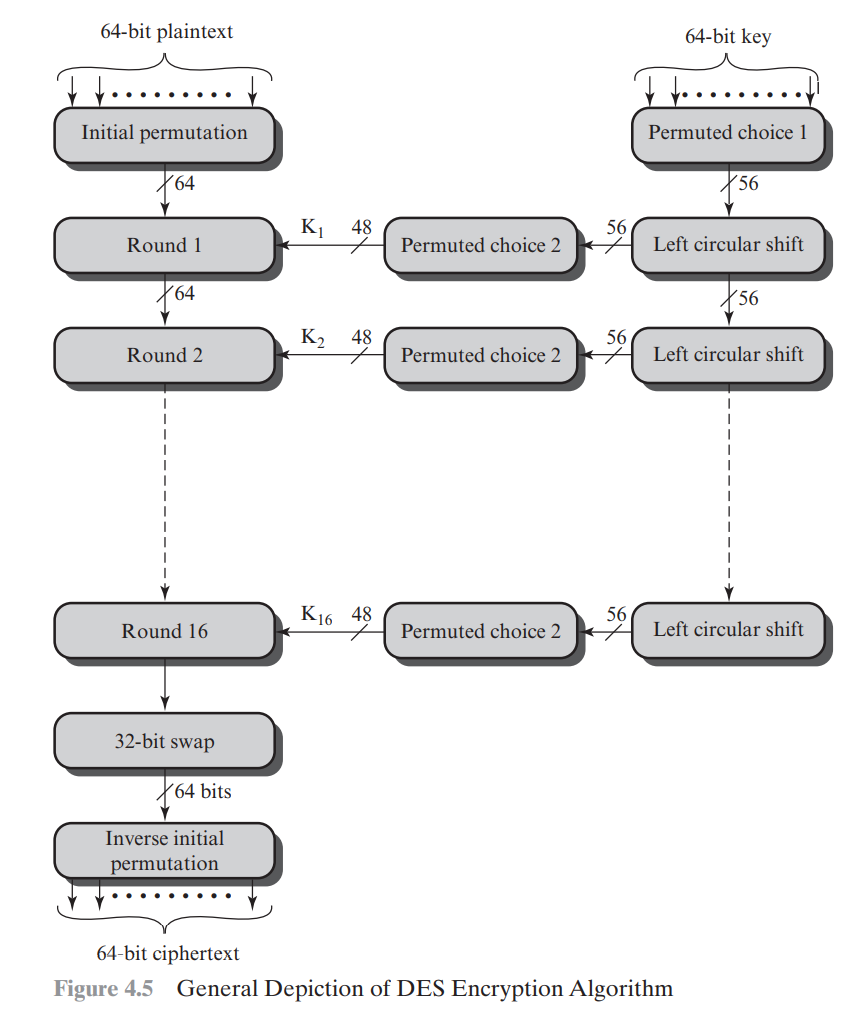 64-bit plaintext
64-bit key
Initial permutation
Permuted choice 1
64
56
Round 1
K1
48
Permuted choice 2
56
Left circular shift
64
56
Round 2
K2
48
Permuted choice 2
56
Left circular shift
Round 16
K16
48
Permuted choice 2
56
Left circular shift
32-bit swap
64 bits
Inverse initial
permutation
64-bit ciphertext
Figure 4.5 General Depiction of DES Encryption Algorithm